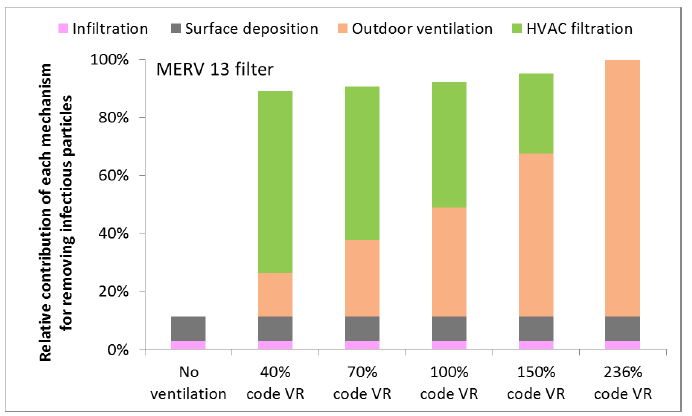 Infiltration Surface deposition Outdoor ventilation HVAC filtration
MERV 13 filter
Relative contribution of each mechanism
for removing infectious particles
100%
80%
60%
40%
20%
0%
No 40% 70% 100% 150% 236%
ventilation code VR code VR code VR code VR code VR